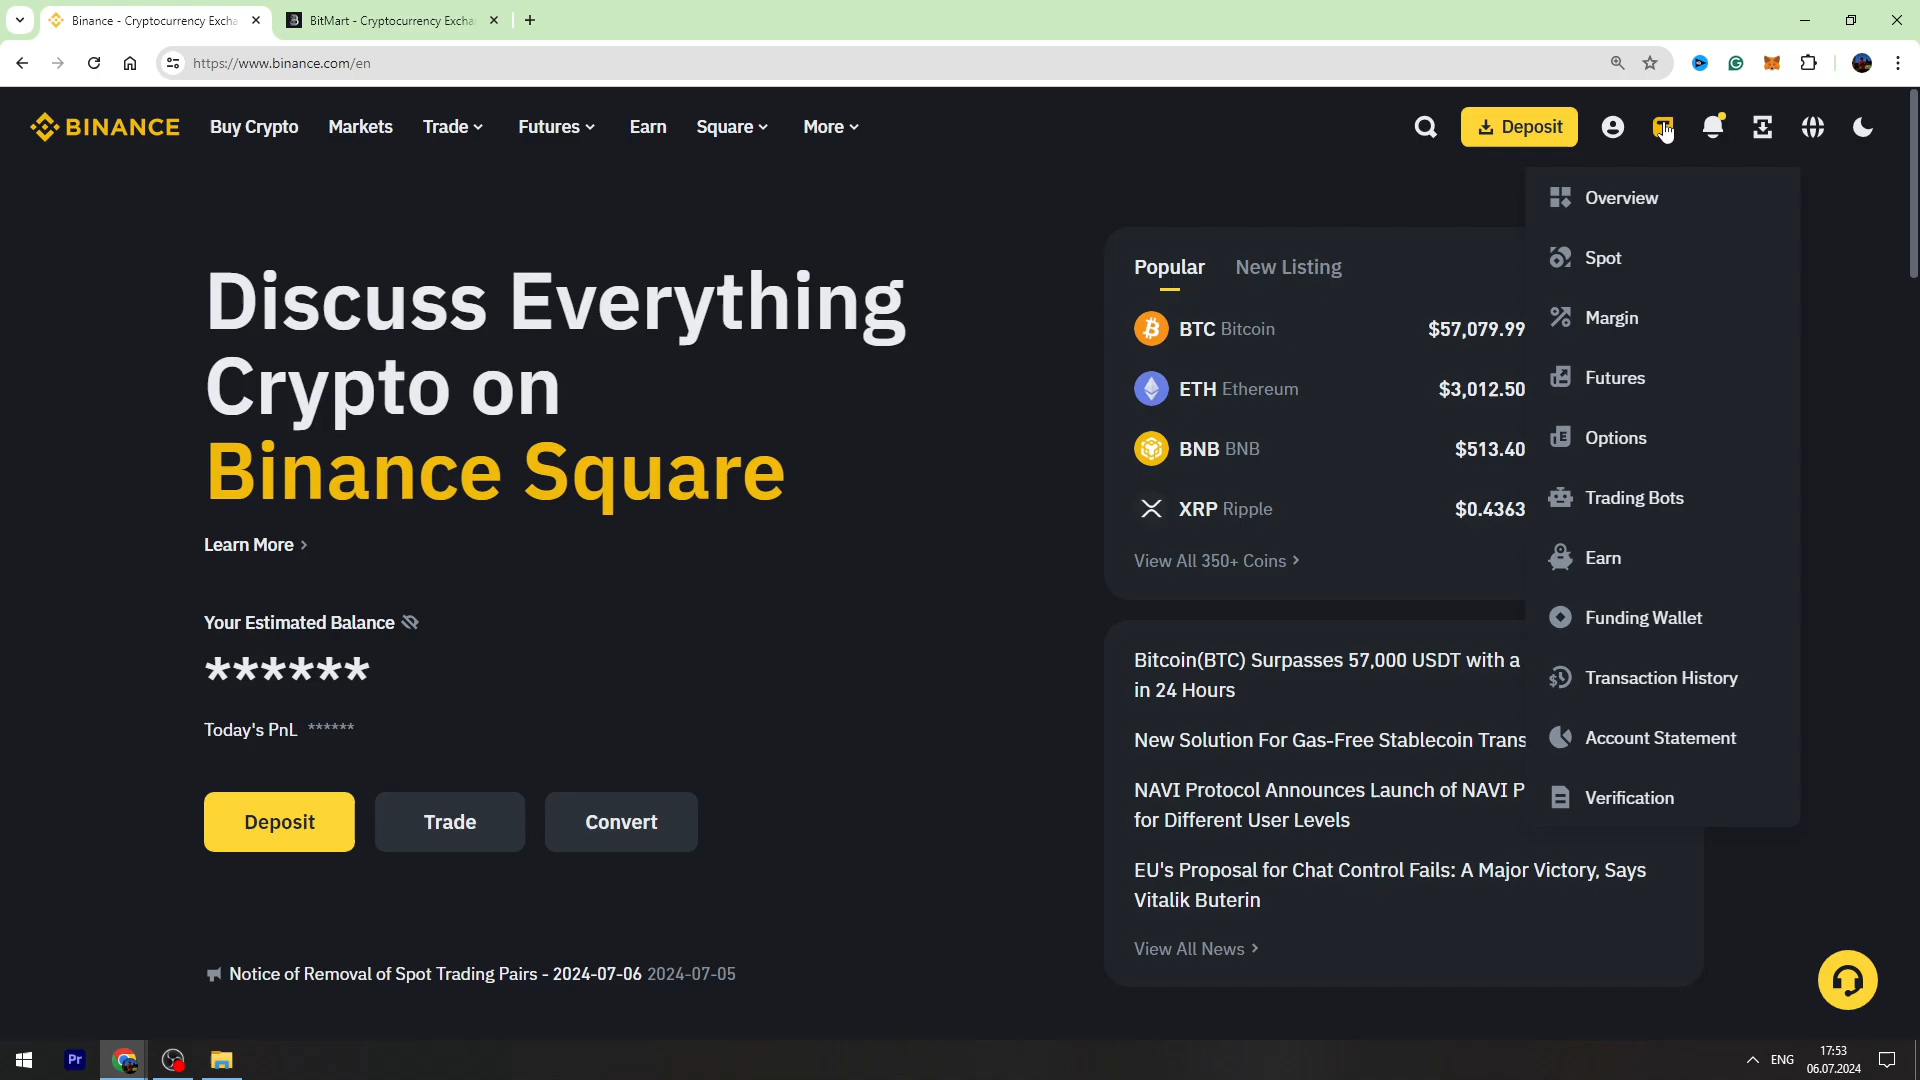 Binance - Cryptocurrency Excha
BitMart - Cryptocurrency Excha
https://www.binance.com/en
BINANCE
Buy Crypto
Markets
Trade
Futures
Earn
Square
More
Deposit
Discuss Everything
Crypto on
Binance Square
Learn More
Your Estimated Balance
******
Today's PnL ******
Deposit
Trade
Convert
Notice of Removal of Spot Trading Pairs - 2024-07-06 2024-07-05
Popular
New Listing
BTC Bitcoin $57,079.99
ETH Ethereum $3,012.50
BNB BNB $513.40
XRP Ripple $0.4363
View All 350+ Coins
Bitcoin(BTC) Surpasses 57,000 USDT with a
in 24 Hours
New Solution For Gas-Free Stablecoin Trans
NAVI Protocol Announces Launch of NAVI P
for Different User Levels
EU's Proposal for Chat Control Fails: A Major Victory, Says
Vitalik Buterin
View All News
Overview
Spot
Margin
Futures
Options
Trading Bots
Earn
Funding Wallet
Transaction History
Account Statement
Verification
Pr
ENG
17:53
06.07.2024